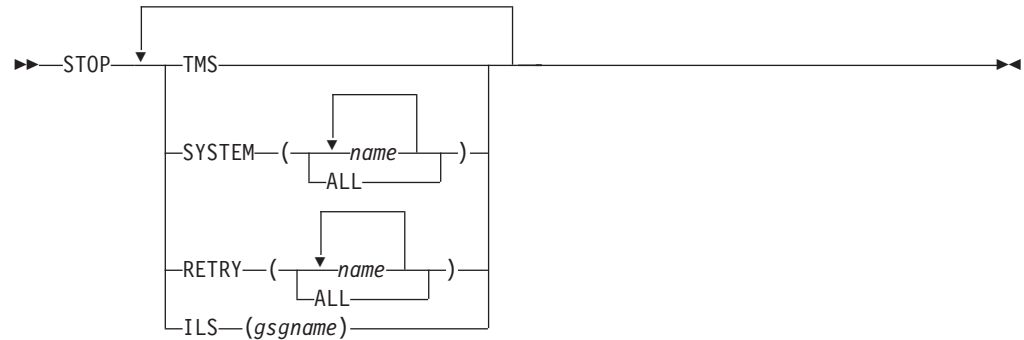 STOP TMS
SYSTEM ( name )
ALL
RETRY ( name )
ALL
ILS (gsgname)